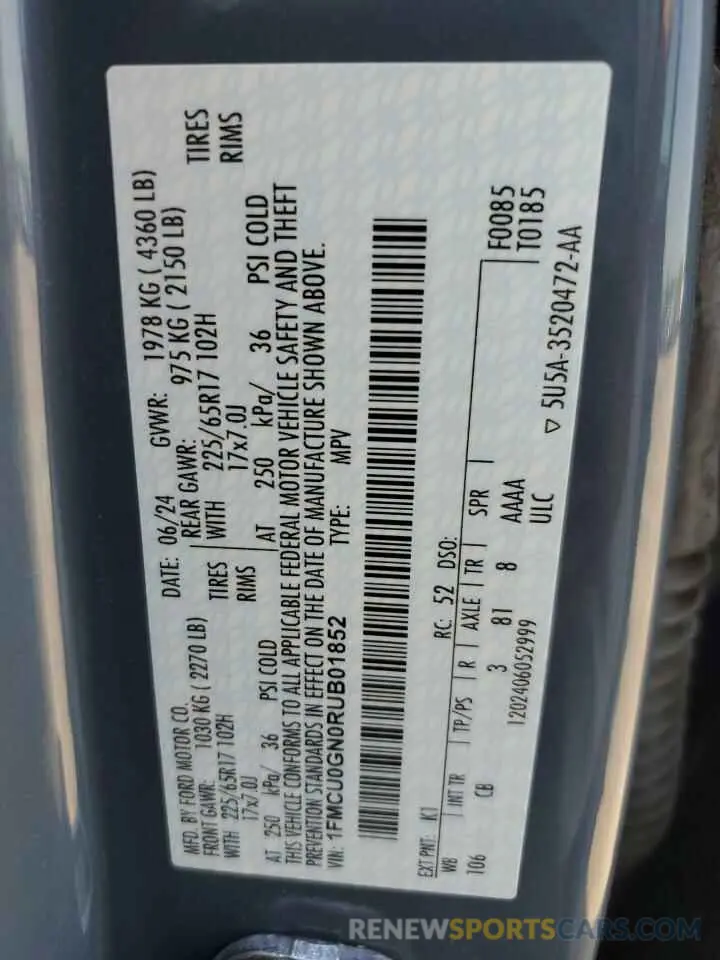 MFD. BY FORD MOTOR CO. DATE: 06/24 GVWR: 1978 KG ( 4360 LB)
FRONT GAWR: 1030 KG ( 2270 LB) REAR GAWR: 975 KG ( 2150 LB)
WITH 225/65R17 102H TIRES WITH 225/65R17 102H TIRES
17x7.0J RIMS 17x7.0J RIMS
AT 250 kPa/ 36 PSI COLD AT 250 kPa/ 36 PSI COLD
THIS VEHICLE CONFORMS TO ALL APPLICABLE FEDERAL MOTOR VEHICLE SAFETY AND THEFT
PREVENTION STANDARDS IN EFFECT ON THE DATE OF MANUFACTURE SHOWN ABOVE.
VIN: 1FMCU0GN0RUB01852 TYPE: MPV
EXT PNT: K1 RC: 52 DSO:
WB INT TR TP/PS R AXLE TR SPR F0085
106 CB 3 81 8 AAAA T0185
1202406052999 ULC
▽ 5U5A-3520472-AA
RENEWSPORTSCARS.COM